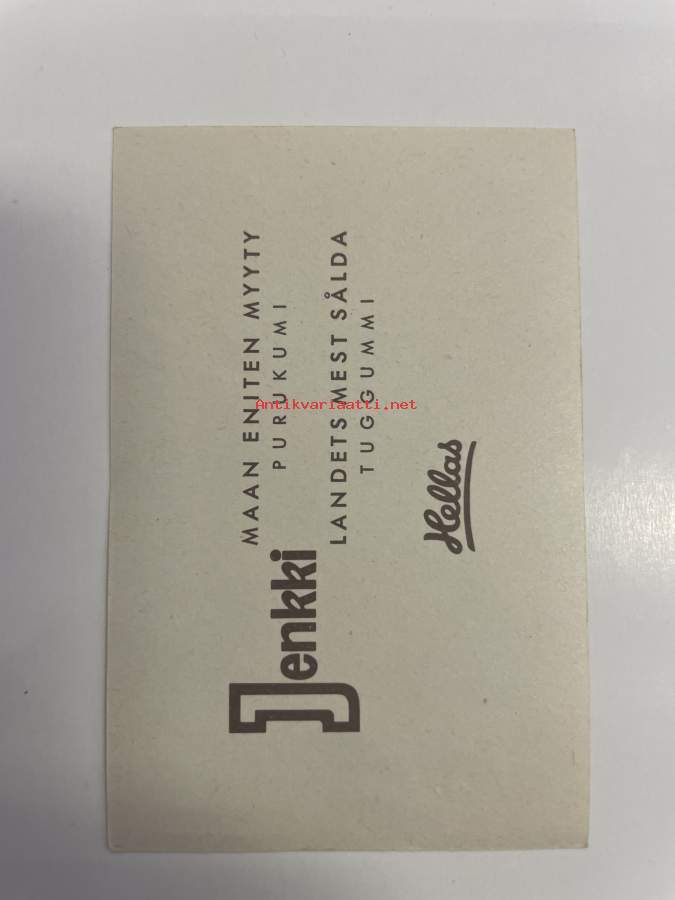 Jenkki
MAAN ENITEN MYYTY
PURUKUMI
LANDETS MEST SÅLDA
TUGGUMMI
Hellas
Antikvariaatti.net